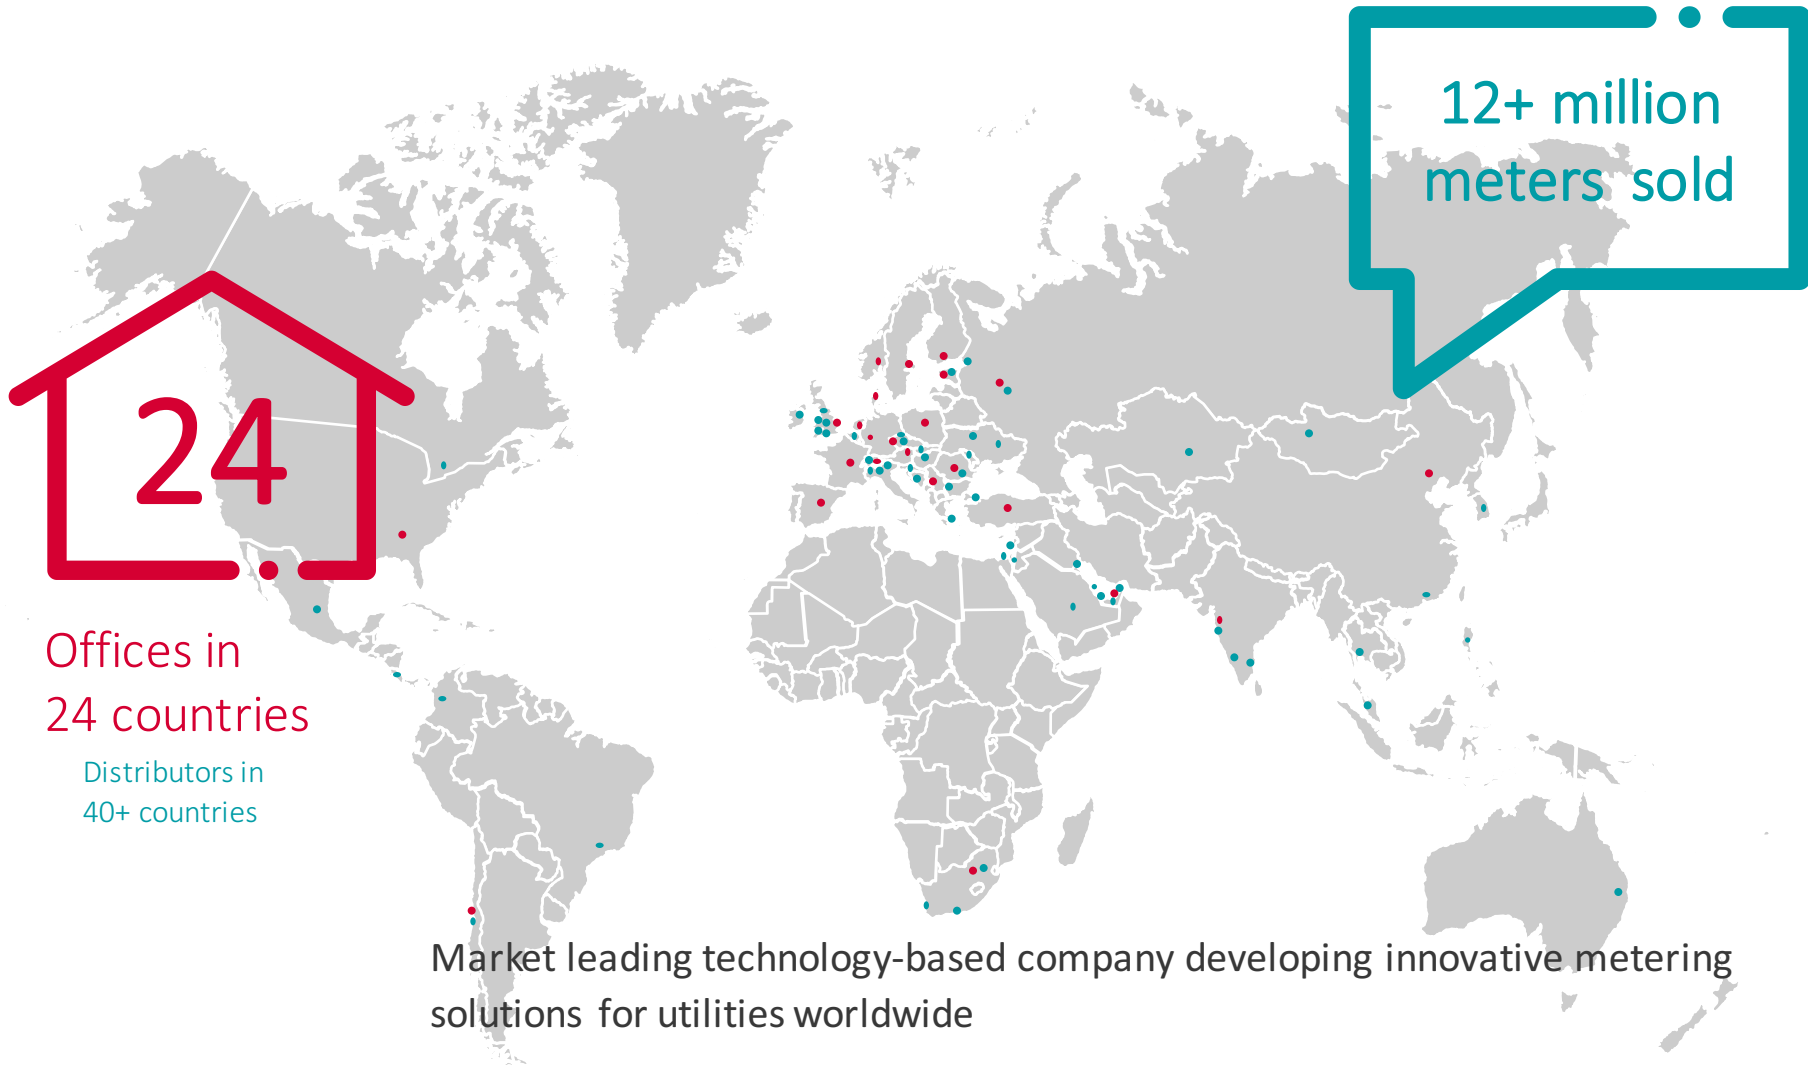 12+ million
meters sold
24
Offices in
24 countries
Distributors in
40+ countries
Market leading technology-based company developing innovative metering
solutions for utilities worldwide